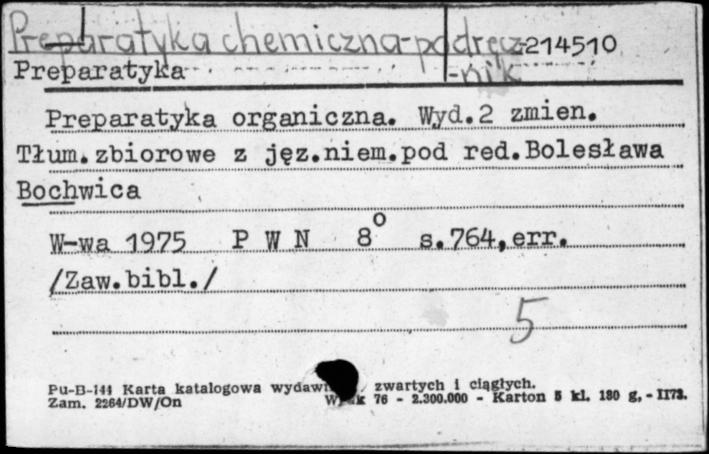 Preparatyka chemiczna-podręcz-
-nik
214510
Preparatyka
Preparatyka organiczna. Wyd.2 zmien.
Tłum.zbiorowe z jęz.niem.pod red.Bolesława
Bochwica
W-wa 1975 P W N 8° s.764,err.
/Zaw.bibl./
5
Pu-B-144 Karta katalogowa zwartych i ciągłych.
Zam. 2264/DW/On 76 - 2.300.000 - Karton 5 kl. 180 g,